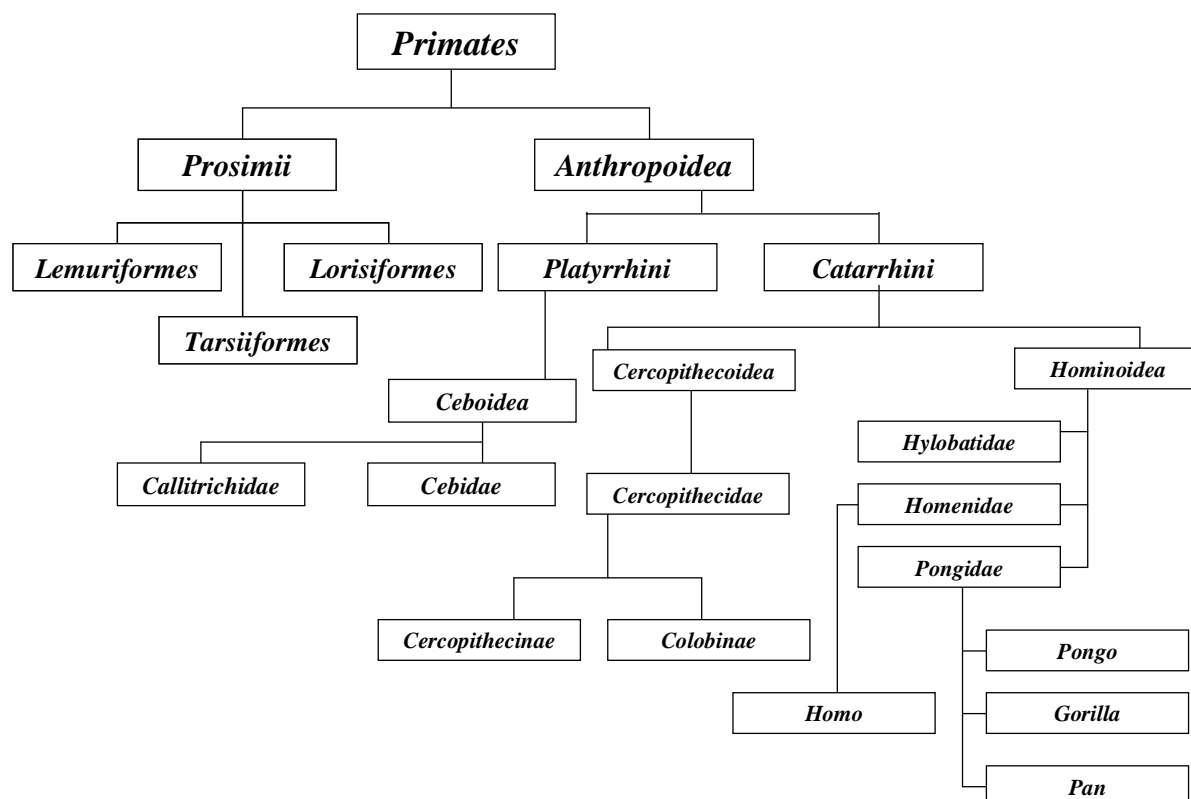 Primates
Prosimii
Anthropoidea
Lemuriformes
Lorisiformes
Platyrrhini
Catarrhini
Tarsiiformes
Cercopithecoidea
Hominoidea
Ceboidea
Hylobatidae
Callitrichidae
Cebidae
Cercopithecidae
Homenidae
Pongidae
Cercopithecinae
Colobinae
Pongo
Homo
Gorilla
Pan